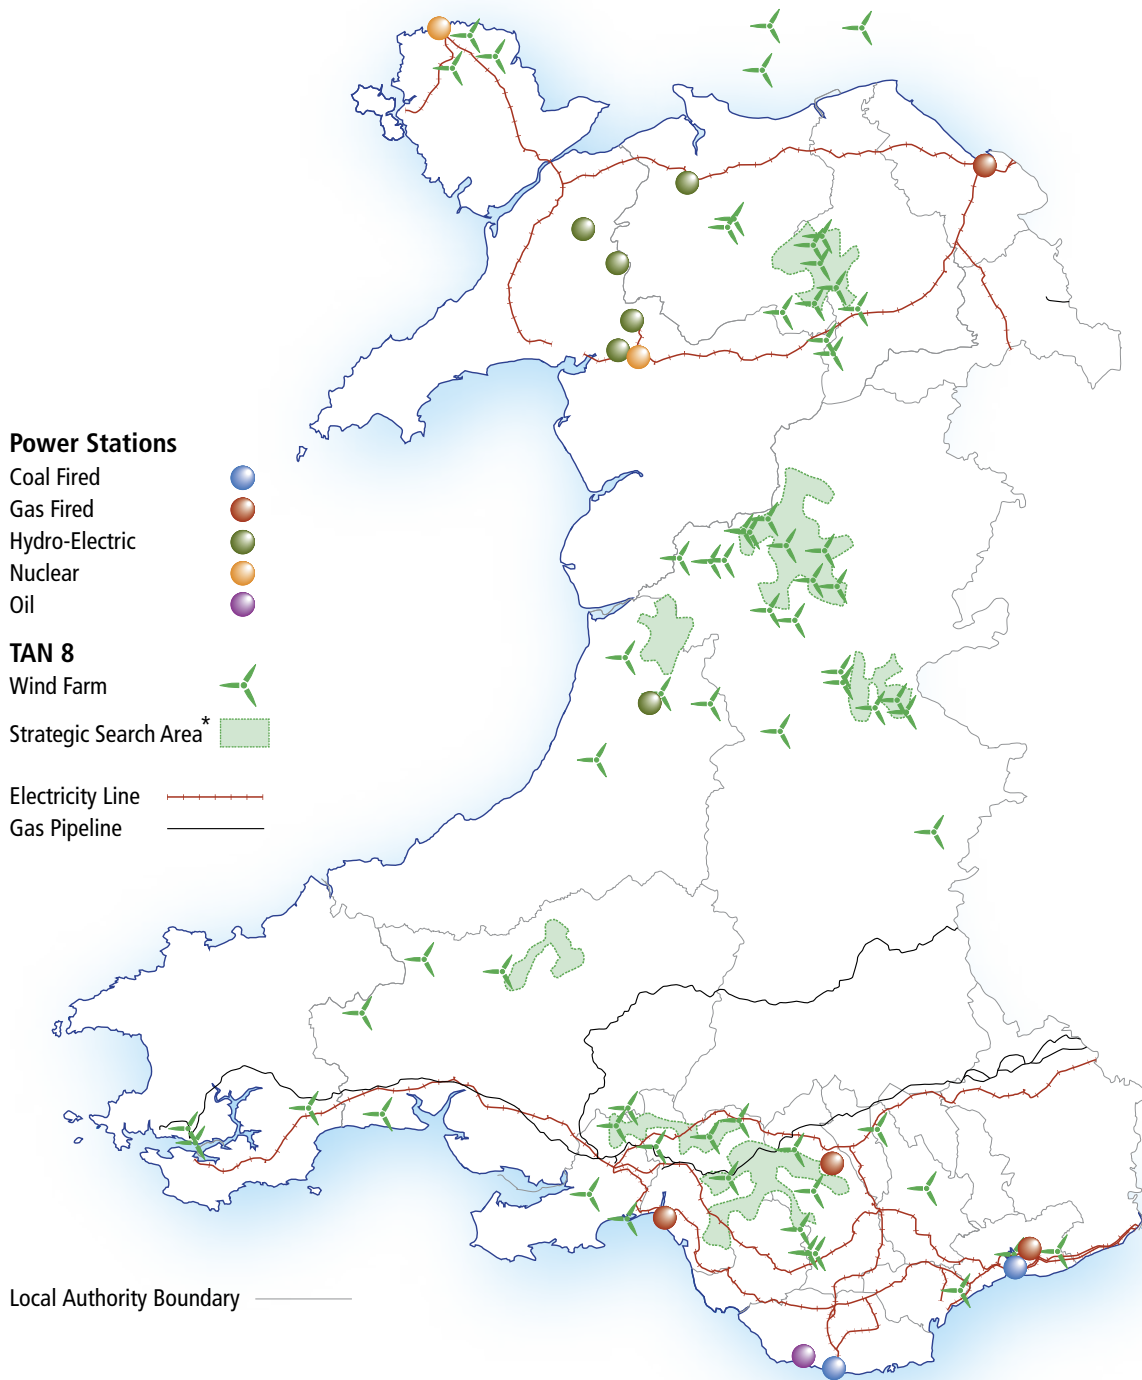 Power Stations
Coal Fired
Gas Fired
Hydro-Electric
Nuclear
Oil
TAN 8
Wind Farm
Strategic Search Area*
Electricity Line
Gas Pipeline
Local Authority Boundary